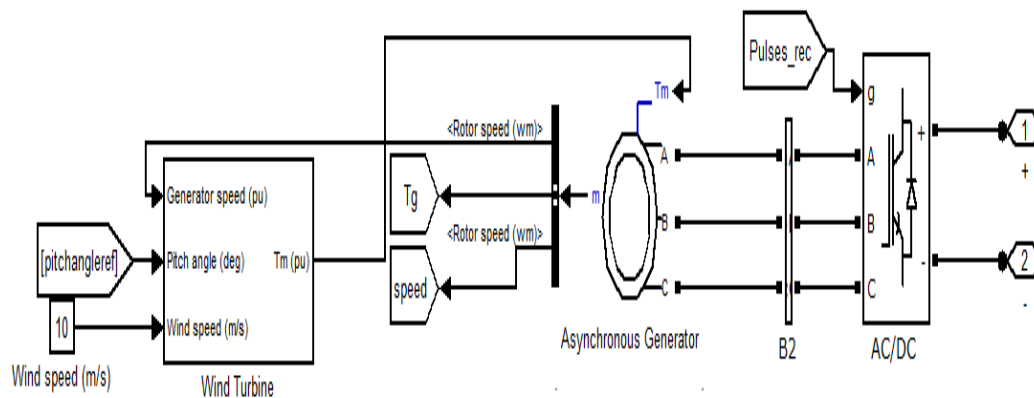 Pulses_rec
Tm
g
<Rotor speed (wm)>
A
A
+
1
+
Generator speed (pu)
Tg
m
B
B
[pitchangleref]
Pitch angle (deg)
Tm (pu)
<Rotor speed (wm)>
speed
C
C
-
2
-
10
Wind speed (m/s)
Wind speed (m/s)
Wind Turbine
Asynchronous Generator
B2
AC/DC